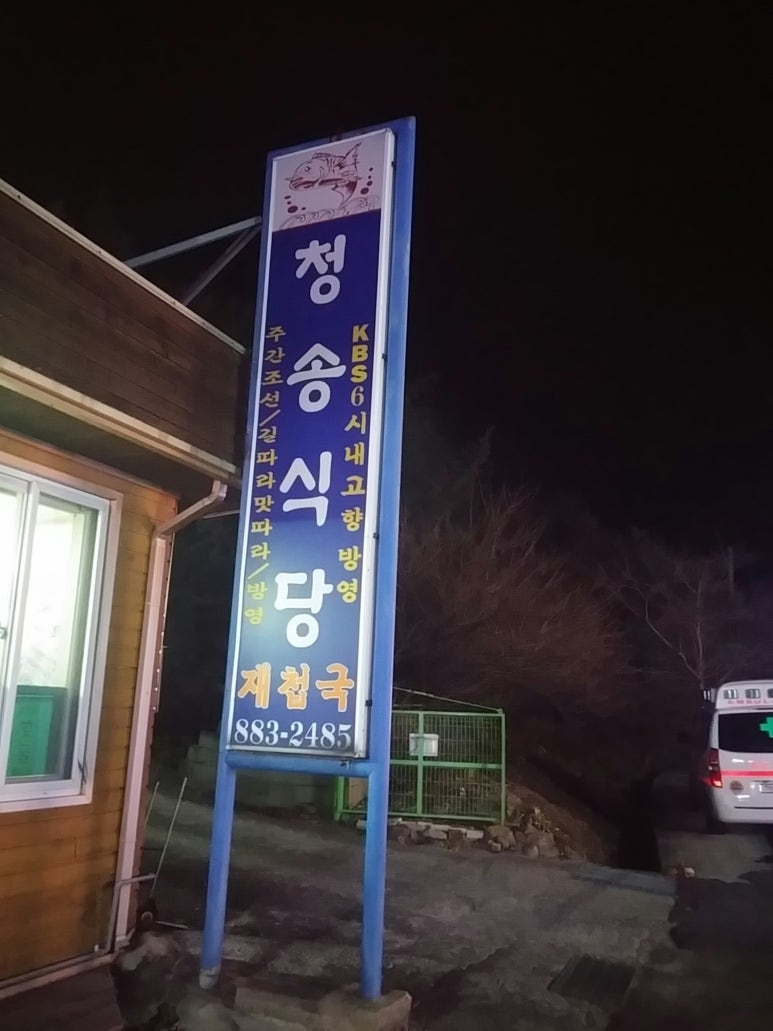 청송식당
KBS6시내고향 방영
주간조선/길따라맛따라/방영
재첩국
883-2485
AMBUL